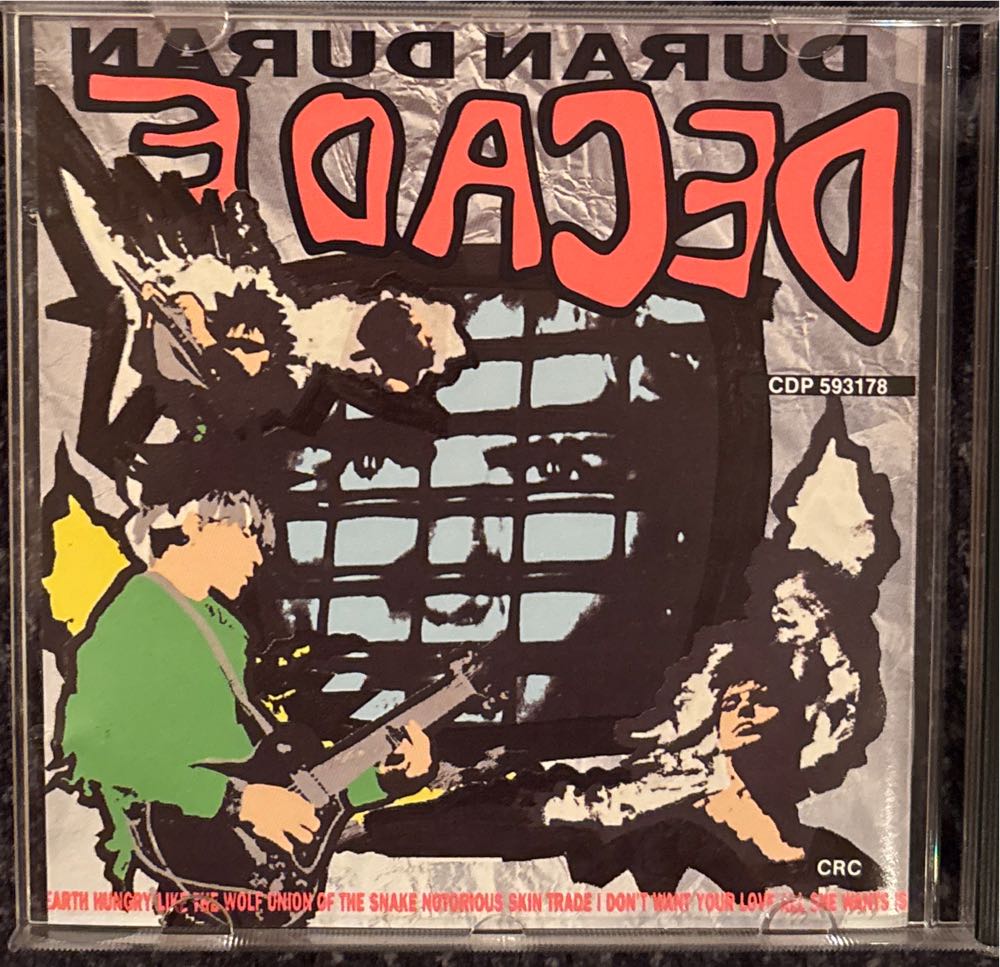 DURAN DURAN
DECADE
CDP 593178
CRC
EARTH HUNGRY LIKE THE WOLF UNION OF THE SNAKE NOTORIOUS SKIN TRADE I DON'T WANT YOUR LOVE ALL SHE WANTS IS